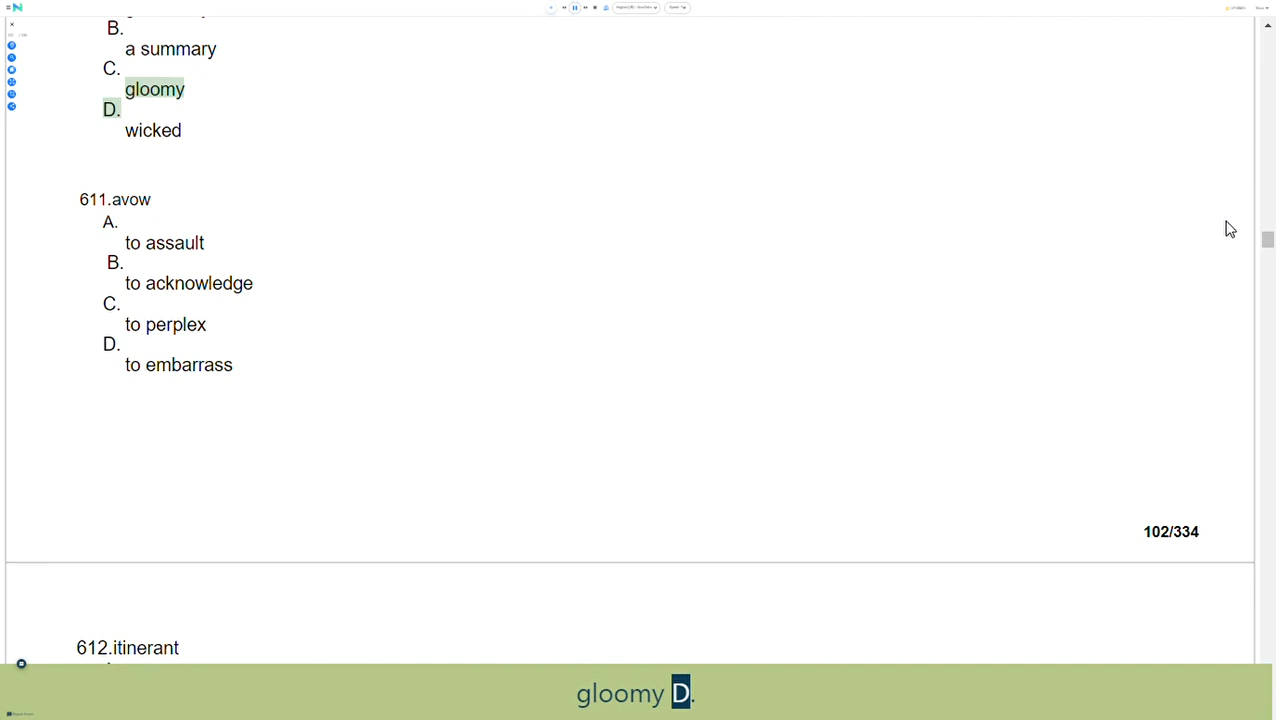 B.
a summary
C.
gloomy
D.
wicked
611.avow
A.
to assault
B.
to acknowledge
C.
to perplex
D.
to embarrass
102/334
612.itinerant
gloomy D.